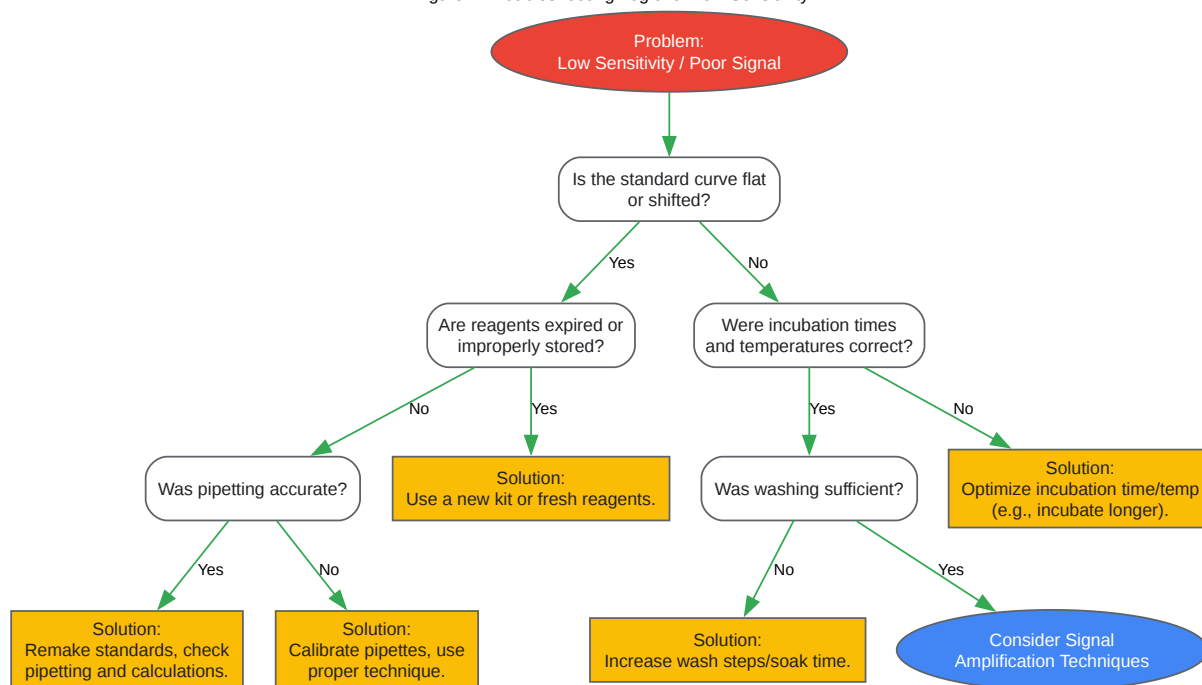 Problem:
Low Sensitivity / Poor Signal
Is the standard curve flat
or shifted?
Yes
No
Are reagents expired or
improperly stored?
Were incubation times
and temperatures correct?
No
Yes
Yes
No
Was pipetting accurate?
Solution:
Use a new kit or fresh reagents.
Was washing sufficient?
Solution:
Optimize incubation time/temp
(e.g., incubate longer).
Yes
No
No
Yes
Solution:
Remake standards, check
pipetting and calculations.
Solution:
Calibrate pipettes, use
proper technique.
Solution:
Increase wash steps/soak time.
Consider Signal
Amplification Techniques